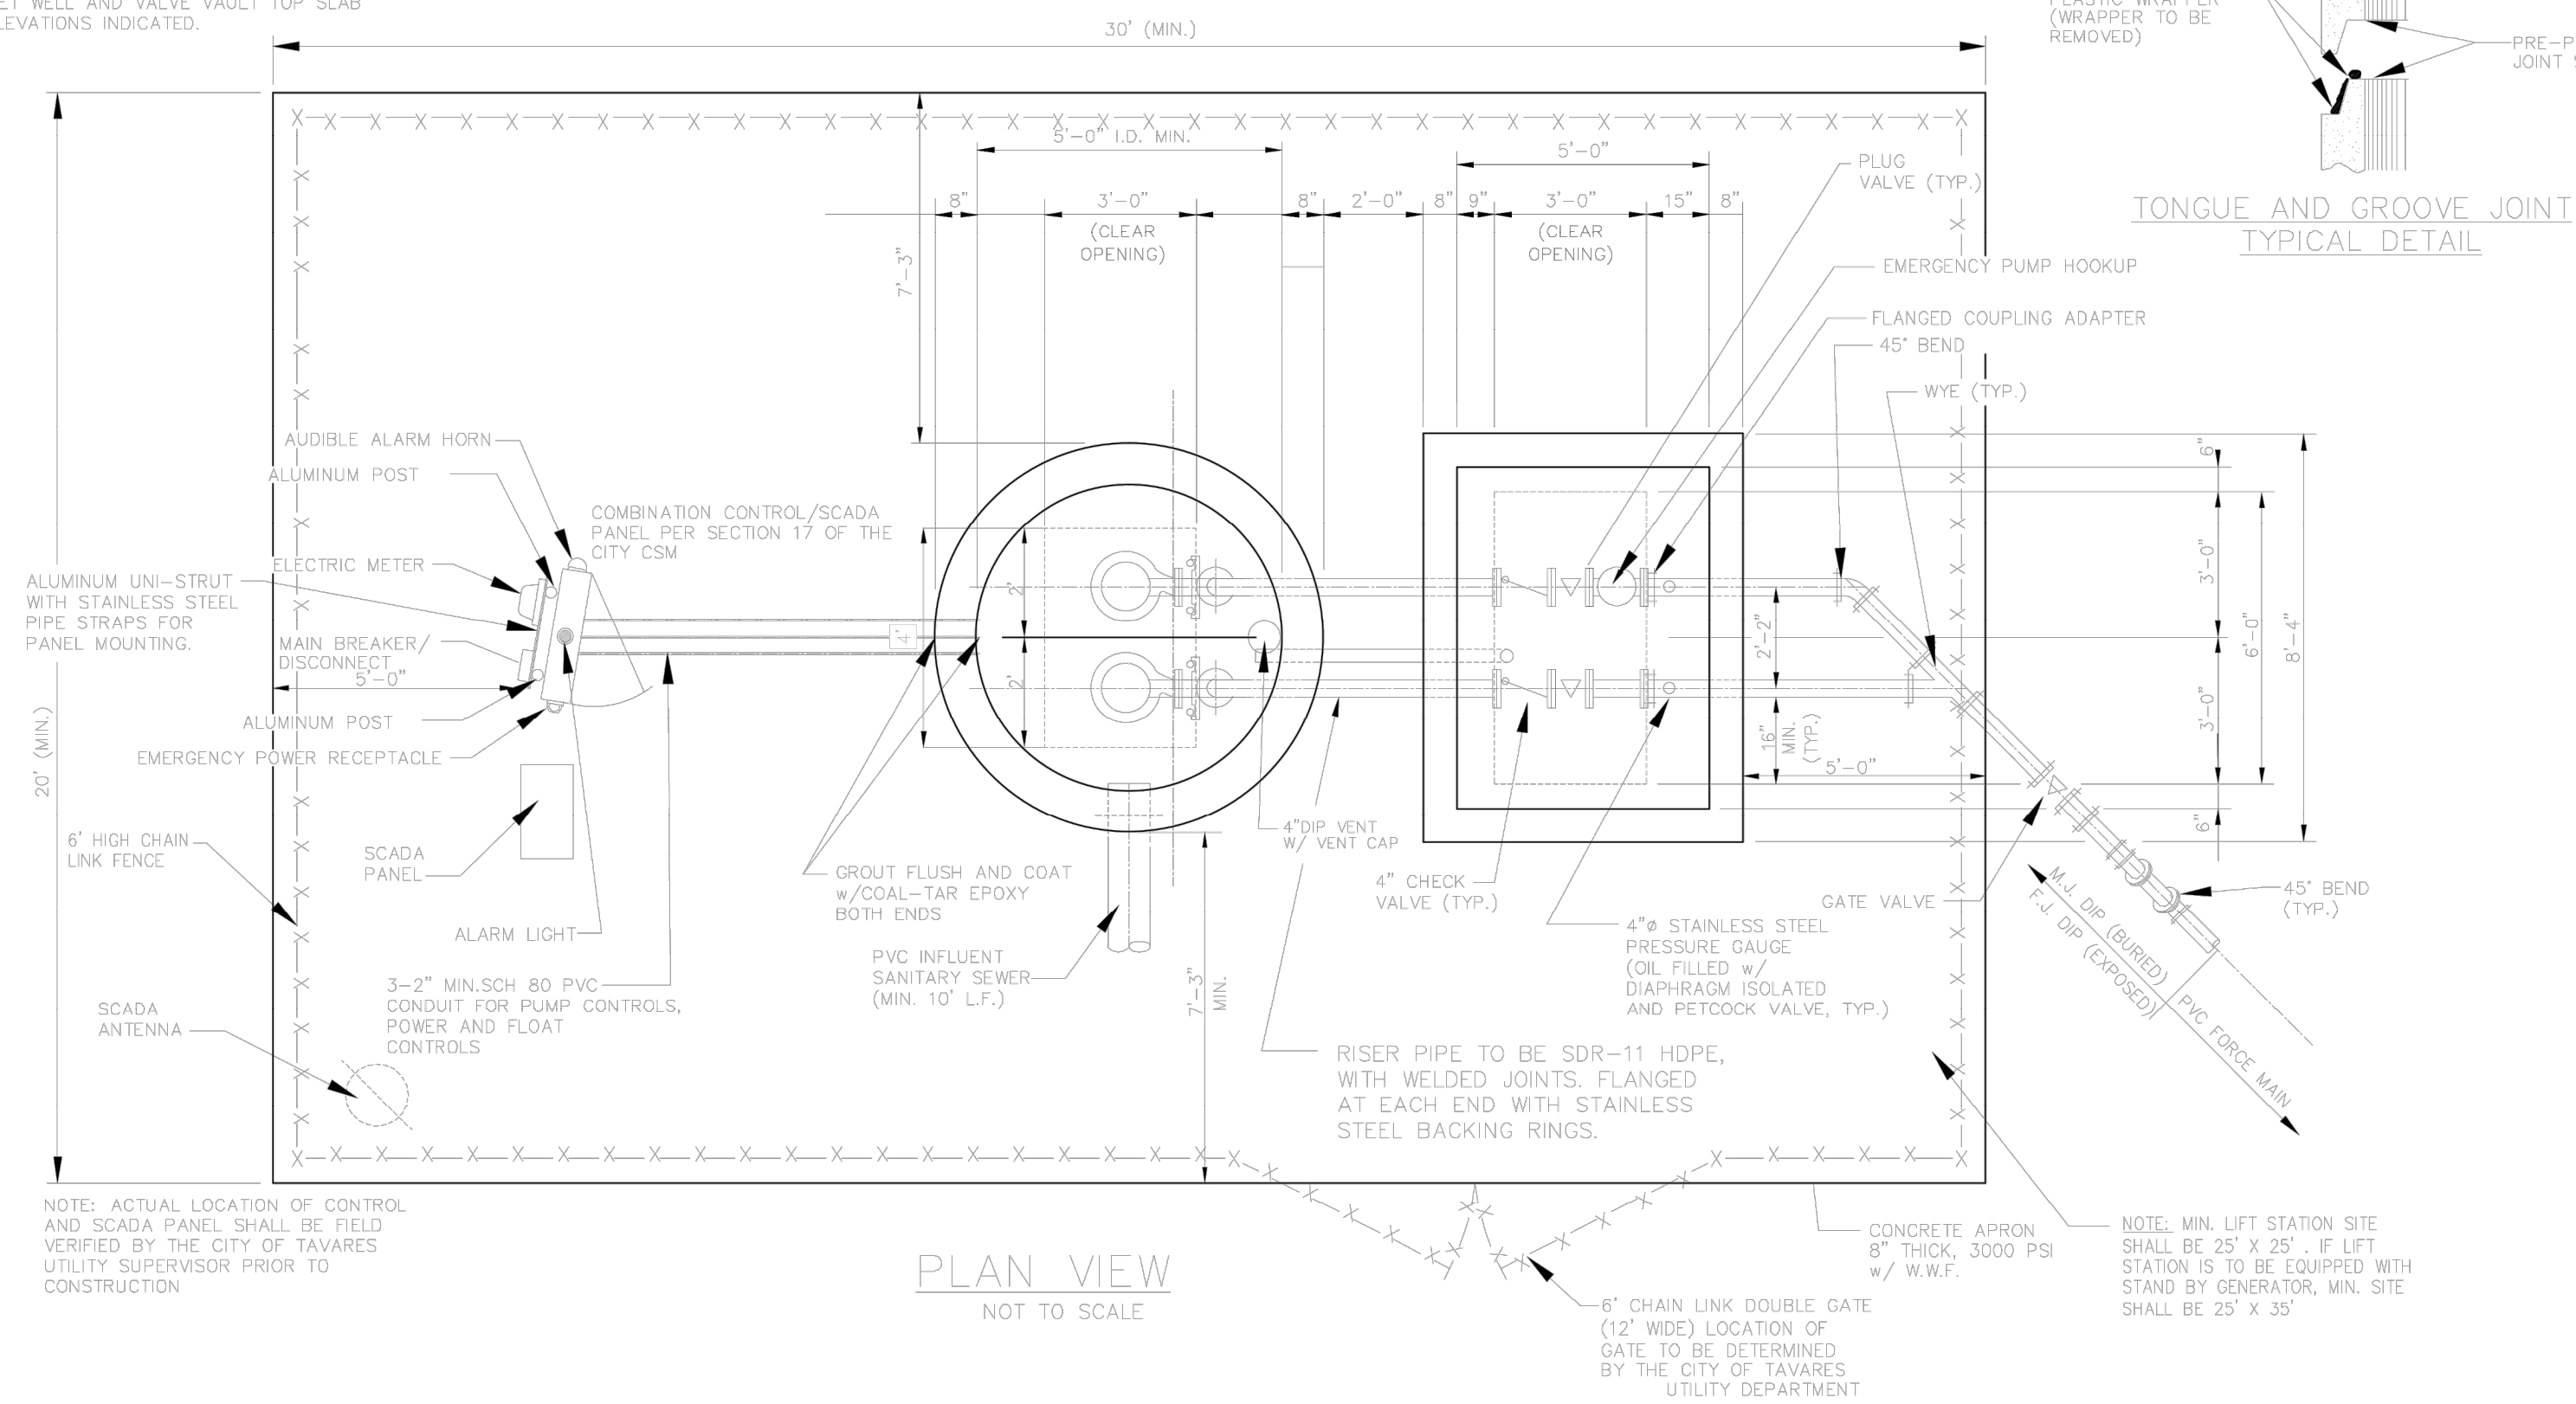 WELL AND VALVE VAULT TOP SLAB
ELEVATIONS INDICATED.
30' (MIN.)
(WRAPPER TO BE
REMOVED)
JOINT
TONGUE AND GROOVE JOINT
TYPICAL DETAIL
5'-0" I.D. MIN.
5'-0"
8"
3'-0"
8"
2'-0"
8"
9"
3'-0"
15"
8"
(CLEAR
OPENING)
(CLEAR
OPENING)
7'-3"
PLUG
VALVE (TYP.)
EMERGENCY PUMP HOOKUP
FLANGED COUPLING ADAPTER
45° BEND
WYE (TYP.)
AUDIBLE ALARM HORN
ALUMINUM POST
COMBINATION CONTROL/SCADA
PANEL PER SECTION 17 OF THE
CITY CSM
ELECTRIC METER
ALUMINUM UNI-STRUT
WITH STAINLESS STEEL
PIPE STRAPS FOR
PANEL MOUNTING.
MAIN BREAKER/
DISCONNECT
5'-0"
ALUMINUM POST
EMERGENCY POWER RECEPTACLE
20' (MIN.)
4'
2'
2'
2'-2"
16"
MIN.
(TYP.)
5'-0"
6"
3'-0"
3'-0"
6"
6'-0"
8'-4"
6' HIGH CHAIN
LINK FENCE
SCADA
PANEL
ALARM LIGHT
GROUT FLUSH AND COAT
w/COAL-TAR EPOXY
BOTH ENDS
4"DIP VENT
W/ VENT CAP
4" CHECK
VALVE (TYP.)
GATE VALVE
45° BEND
(TYP.)
4"ø STAINLESS STEEL
PRESSURE GAUGE
(OIL FILLED w/
DIAPHRAGM ISOLATED
AND PETCOCK VALVE, TYP.)
M.J. DIP (BURIED)
F.J. DIP (EXPOSED)
PVC FORCE MAIN
PVC INFLUENT
SANITARY SEWER
(MIN. 10' L.F.)
7'-3"
MIN.
3-2" MIN.SCH 80 PVC
CONDUIT FOR PUMP CONTROLS,
POWER AND FLOAT
CONTROLS
SCADA
ANTENNA
RISER PIPE TO BE SDR-11 HDPE,
WITH WELDED JOINTS. FLANGED
AT EACH END WITH STAINLESS
STEEL BACKING RINGS.
NOTE: ACTUAL LOCATION OF CONTROL
AND SCADA PANEL SHALL BE FIELD
VERIFIED BY THE CITY OF TAVARES
UTILITY SUPERVISOR PRIOR TO
CONSTRUCTION
PLAN VIEW
NOT TO SCALE
6' CHAIN LINK DOUBLE GATE
(12' WIDE) LOCATION OF
GATE TO BE DETERMINED
BY THE CITY OF TAVARES
UTILITY DEPARTMENT
CONCRETE APRON
8" THICK, 3000 PSI
w/ W.W.F.
NOTE: MIN. LIFT STATION SITE
SHALL BE 25' X 25' . IF LIFT
STATION IS TO BE EQUIPPED WITH
STAND BY GENERATOR, MIN. SITE
SHALL BE 25' X 35'